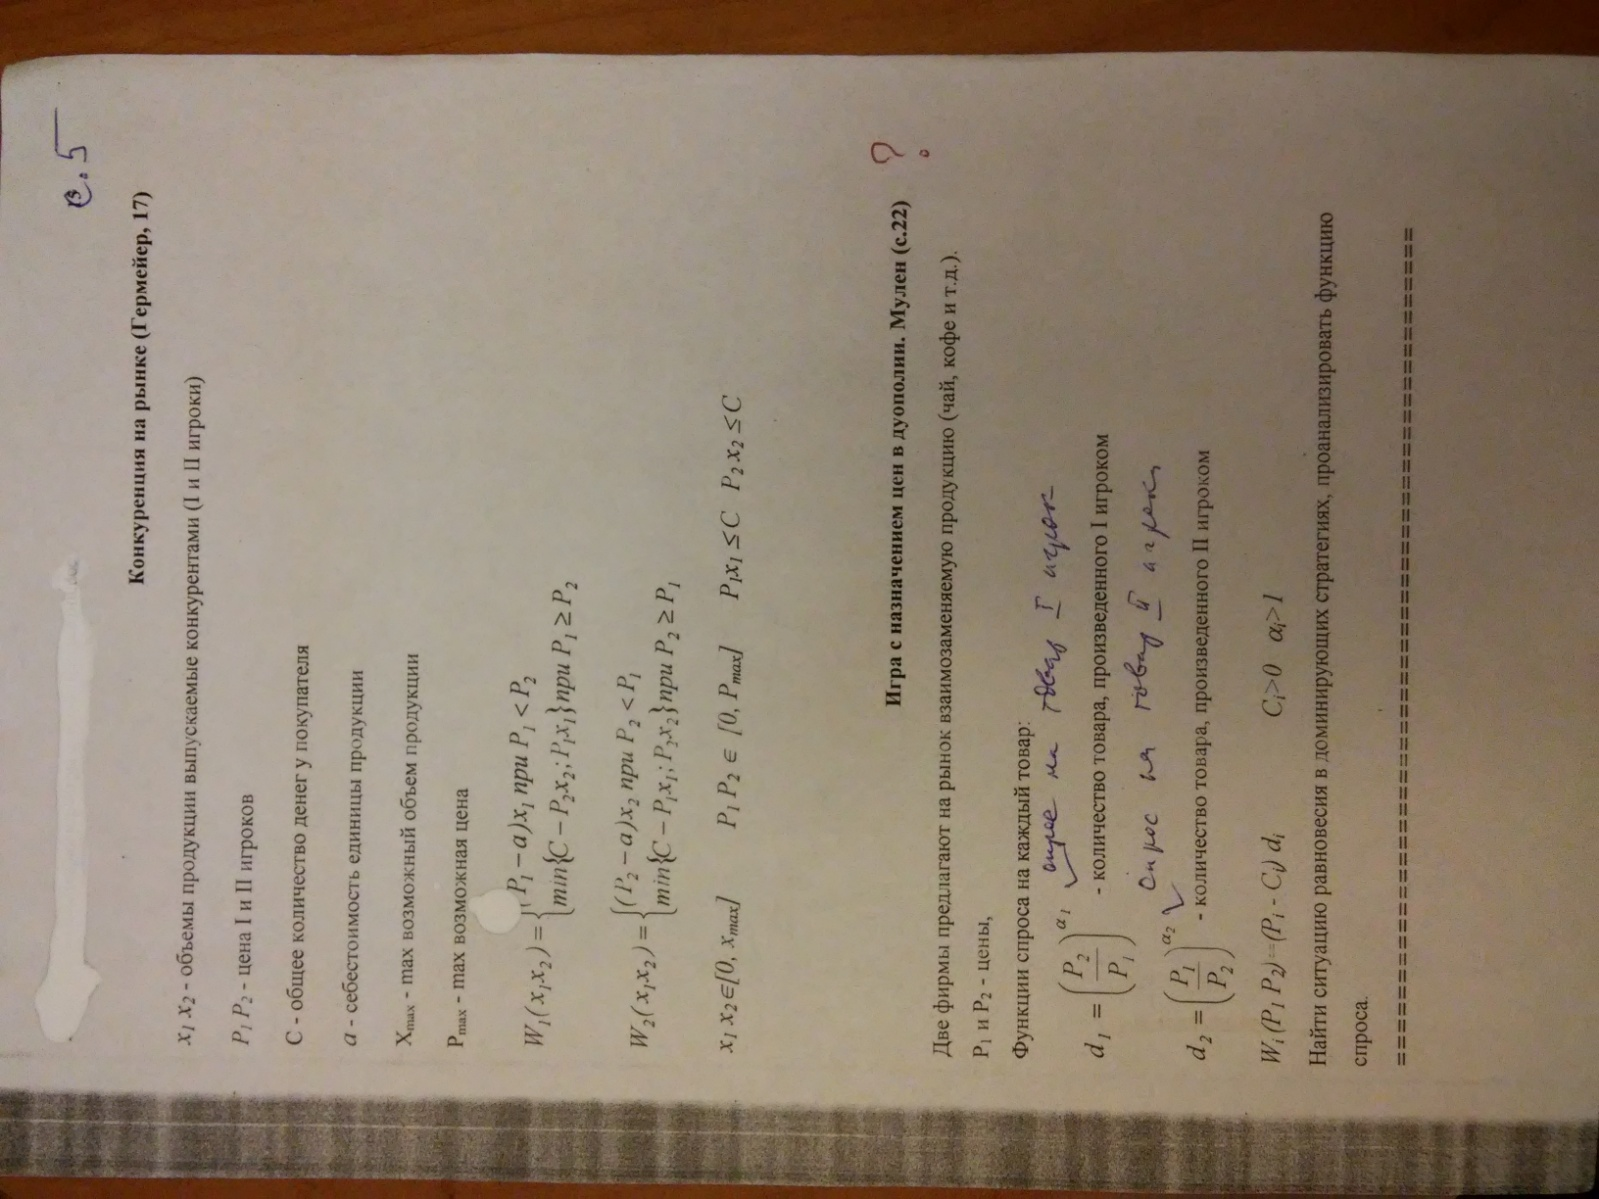 с. 5
Конкуренция на рынке (Гермейер, 17)
x₁ x₂ - объемы продукции выпускаемые конкурентами (I и II игроки)
P₁ P₂ - цена I и II игроков
C - общее количество денег у покупателя
a - себестоимость единицы продукции
Xmax - max возможный объем продукции
Pmax - max возможная цена
W₁(x₁x₂) = {(P₁ – a)x₁ при P₁ < P₂
min{C – P₂x₂; P₁x₁} при P₁ ≥ P₂
W₂(x₁x₂) = {(P₂ – a)x₂ при P₂ < P₁
min{C – P₁x₁; P₂x₂} при P₂ ≥ P₁
x₁ x₂ ∈ [0, xmax] P₁ P₂ ∈ [0, Pmax] P₁x₁ ≤ C P₂x₂ ≤ C
Игра с назначением цен в дуополии. Мулен (с.22) ?
Две фирмы предлагают на рынок взаимозаменяемую продукцию (чай, кофе и т.д.).
P₁ и P₂ - цены,
Функции спроса на каждый товар:
спрос на товар I игрок
d₁ = (P₂/P₁)^α₁ - количество товара, произведенного I игроком
спрос на товар II игрок
d₂ = (P₁/P₂)^α₂ - количество товара, произведенного II игроком
Wᵢ(P₁ P₂)=(Pᵢ - Cᵢ) dᵢ Cᵢ>0 αᵢ>1
Найти ситуацию равновесия в доминирующих стратегиях, проанализировать функцию
спроса.